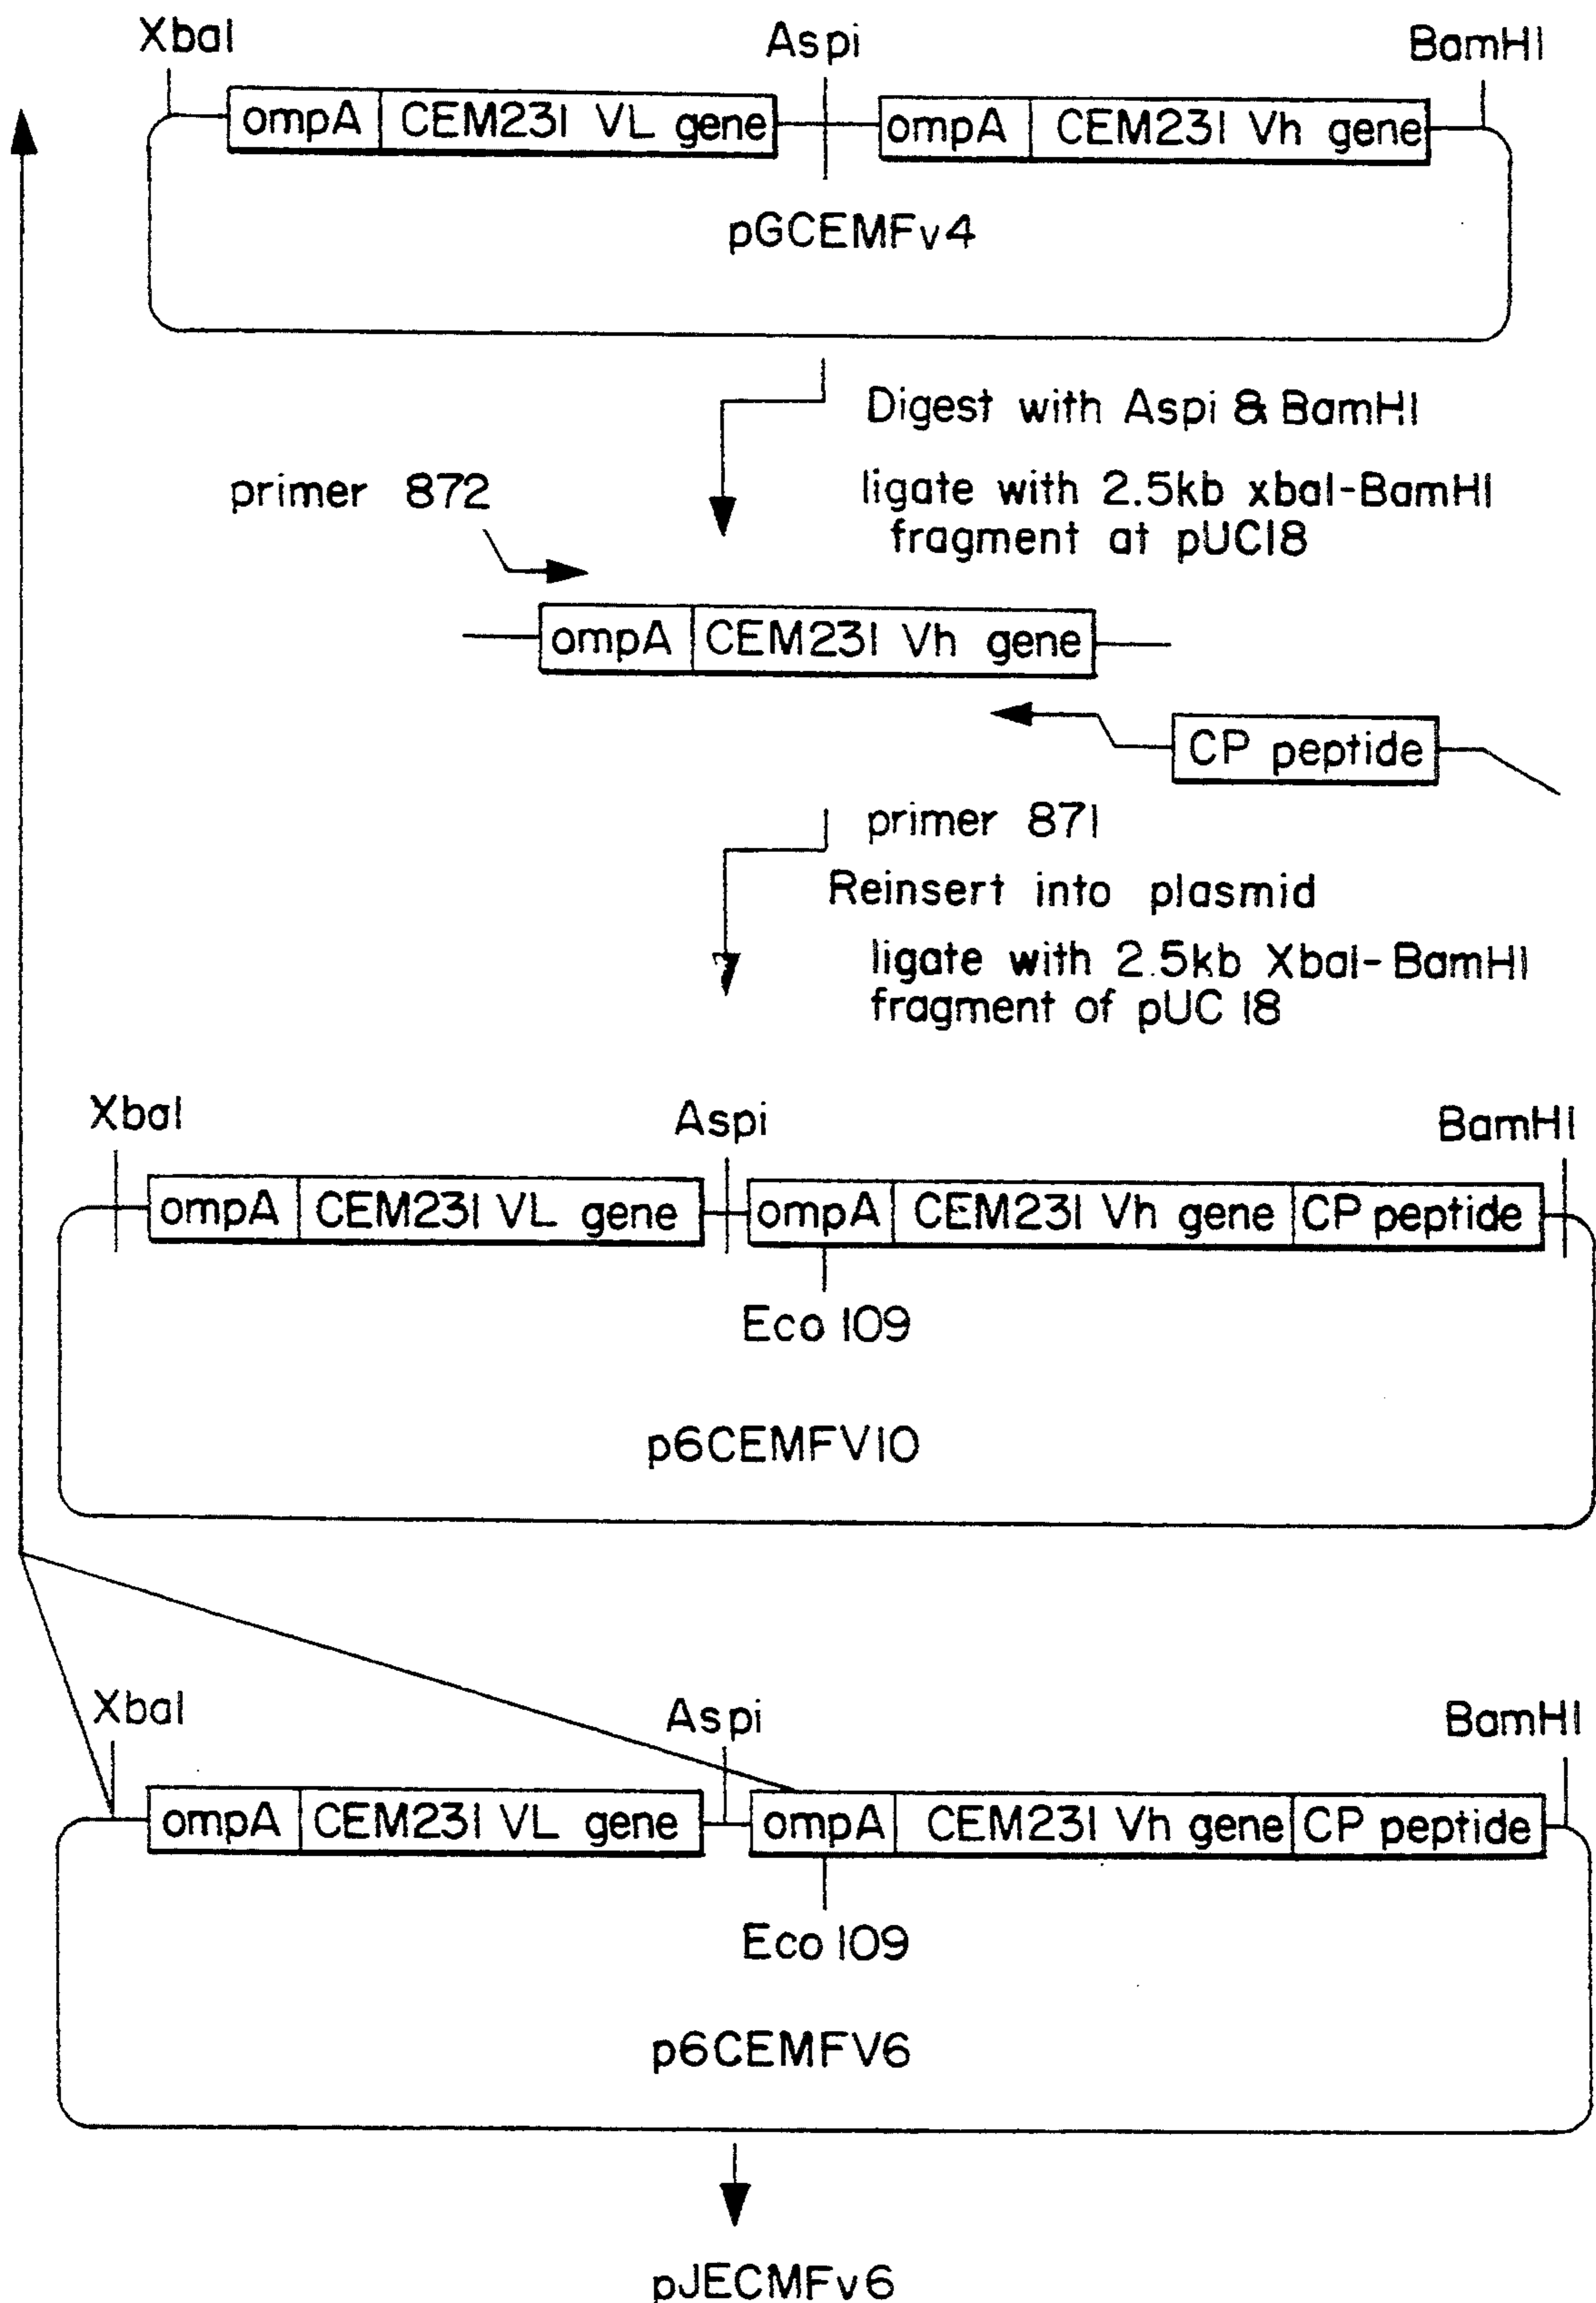 XbaI
Aspi
BamHI
ompA CEM231 VL gene
ompA CEM231 Vh gene
pGCEMFv4
Digest with Aspi & BamHI
primer 872
ligate with 2.5kb xbaI-BamHI
fragment at pUC18
ompA CEM231 Vh gene
CP peptide
primer 871
Reinsert into plasmid
ligate with 2.5kb XbaI-BamHI
fragment of pUC 18
XbaI
Aspi
BamHI
ompA CEM231 VL gene
ompA CEM231 Vh gene CP peptide
Eco 109
p6CEMFV10
XbaI
Aspi
BamHI
ompA CEM231 VL gene
ompA CEM231 Vh gene CP peptide
Eco 109
p6CEMFV6
pJECMFv6